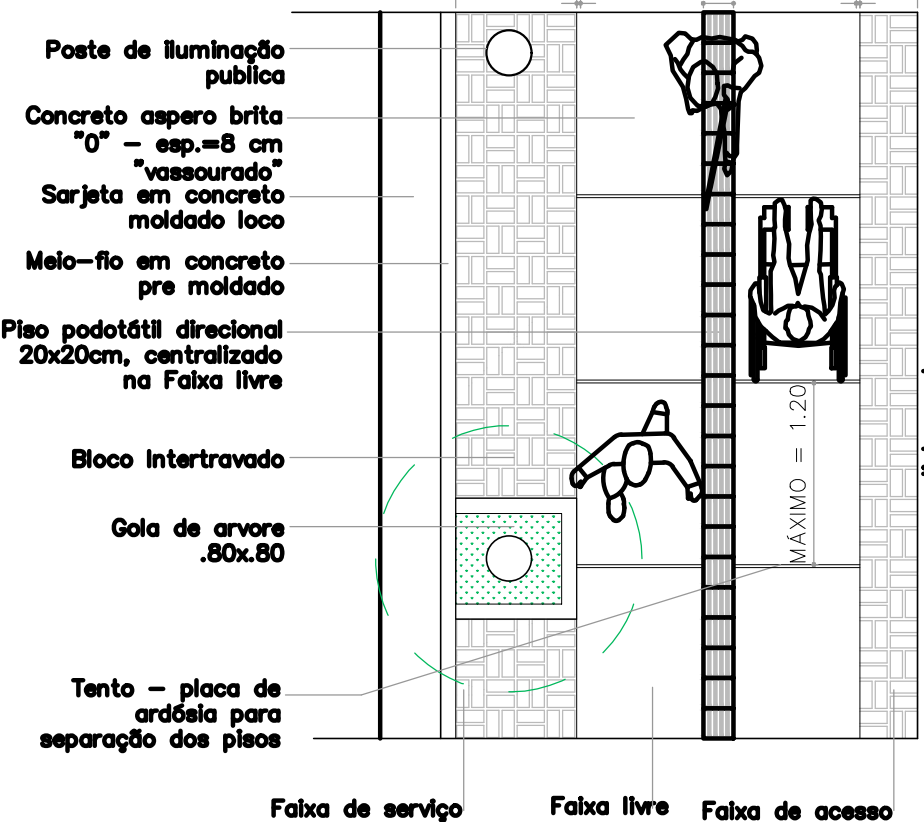 Poste de iluminação
publica
Concreto aspero brita
"0" - esp.=8 cm
"vassourado"
Sarjeta em concreto
moldado loco
Meio-fio em concreto
pre moldado
Piso podotátil direcional
20x20cm, centralizado
na Faixa livre
Bloco Intertravado
Gola de arvore
.80x.80
MÁXIMO = 1.20
Tento - placa de
ardósia para
separação dos pisos
Faixa de serviço
Faixa livre
Faixa de acesso